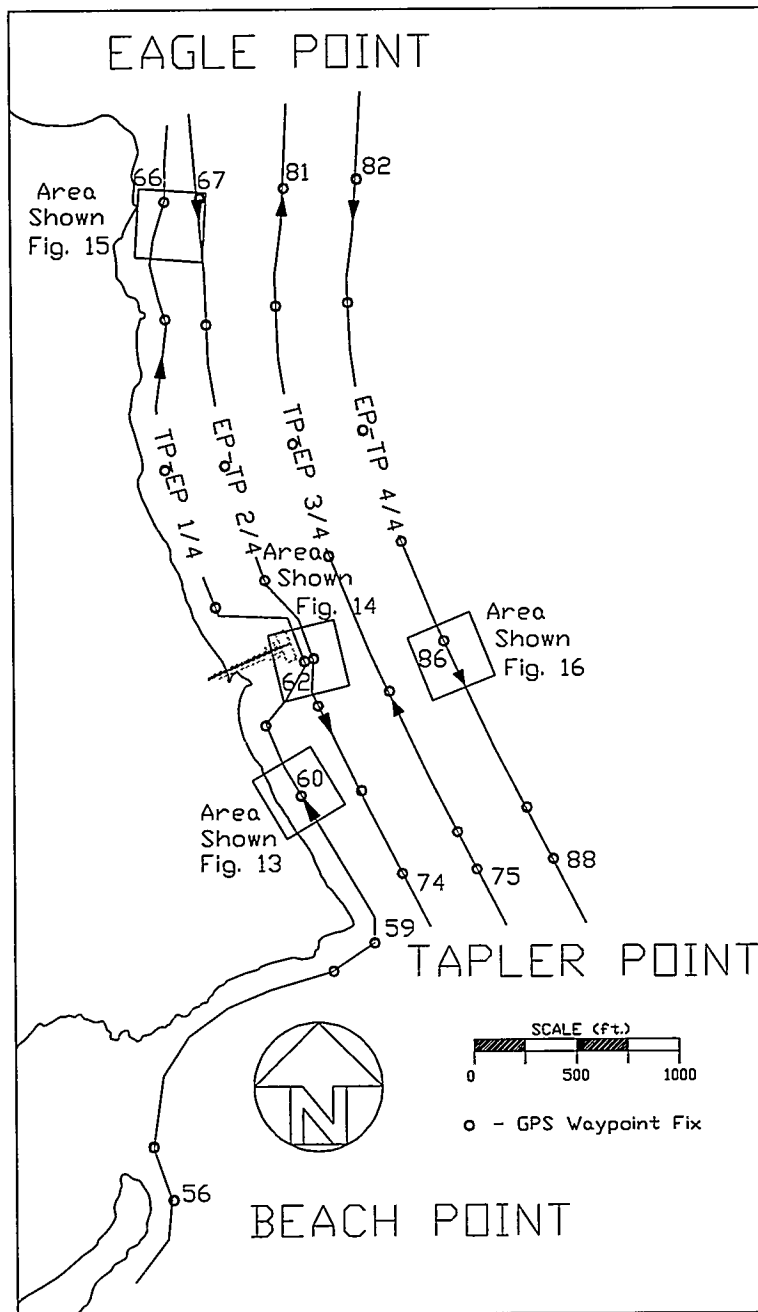 EAGLE POINT
66
67
81
82
Area
Shown
Fig. 15
TP-EP 1/4
EP-TP 2/4
TP-EP 3/4
EP-TP 4/4
Area
Shown
Fig. 14
62
Area
Shown
Fig. 16
86
60
Area
Shown
Fig. 13
74
75
88
59
TAPLER POINT
SCALE (ft.)
0 500 1000
N
o - GPS Waypoint Fix
56
BEACH POINT